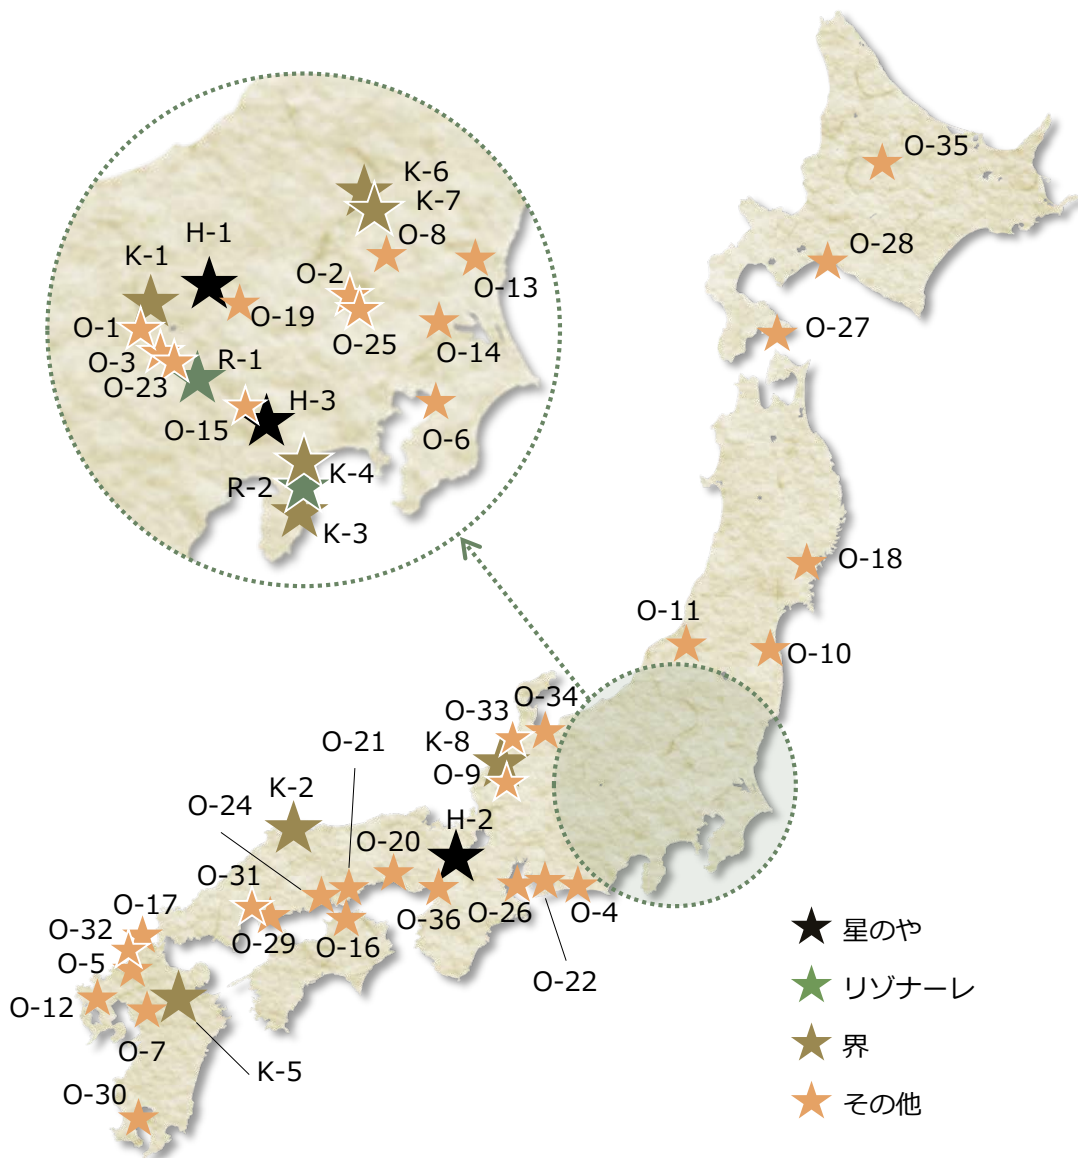 O-35
K-6
K-7
H-1
O-8
O-28
K-1
O-2
O-13
O-19
O-1
O-25
O-27
O-3
R-1
O-14
O-23
H-3
O-15
O-6
K-4
R-2
K-3
O-18
O-11
O-10
O-34
O-33
O-21
K-8
O-9
K-2
O-24
H-2
O-20
O-31
O-17
O-36
O-26
O-4
O-32
O-29
O-16
星のや
O-5
O-22
リゾナーレ
O-12
O-7
界
K-5
O-30
その他